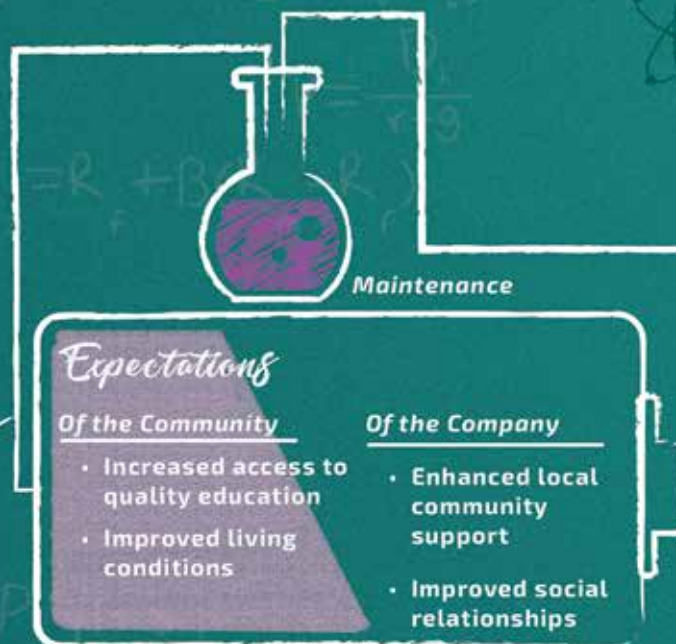 Maintenance
Expectations
Of the Community
• Increased access to
quality education
• Improved living
conditions
Of the Company
• Enhanced local
community
support
• Improved social
relationships